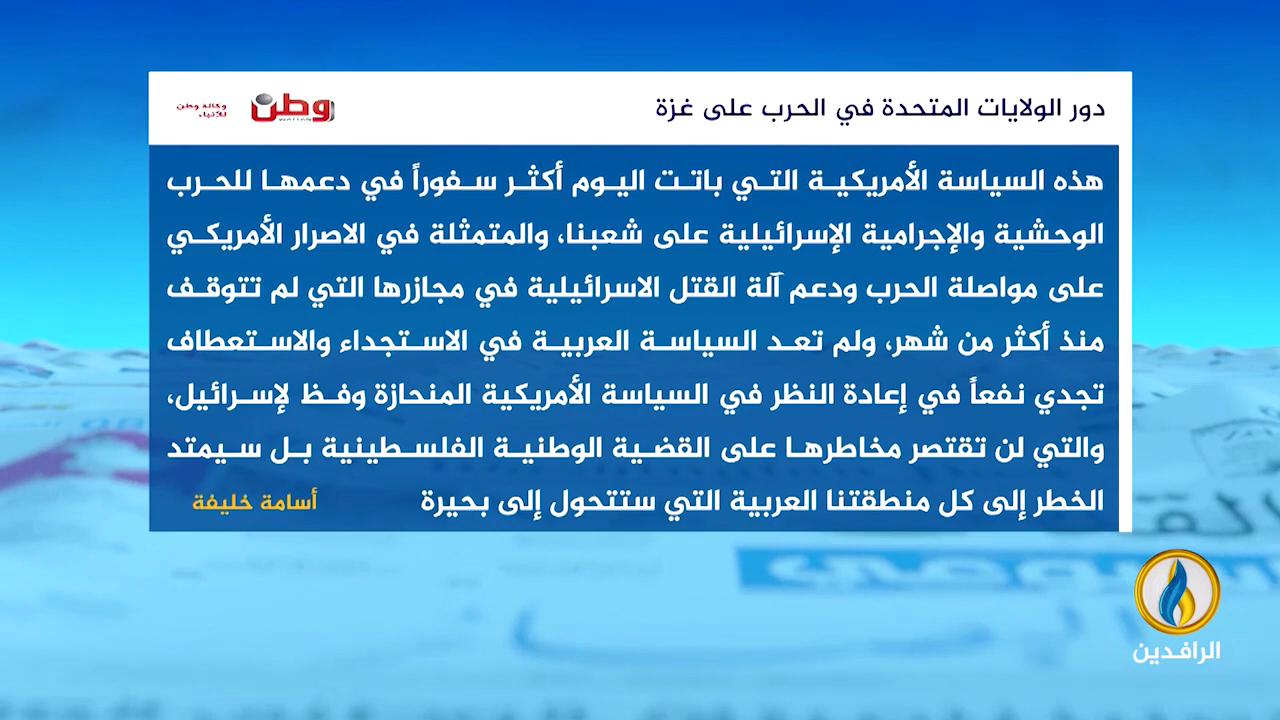 دور الولايات المتحدة في الحرب على غزة
وطن
WATTAN
وكالة وطن
للأنباء
هذه السياسة الأمريكية التي باتت اليوم أكثر سفوراً في دعمها للحرب
الوحشية والإجرامية الإسرائيلية على شعبنا، والمتمثلة في الاصرار الأمريكي
على مواصلة الحرب ودعم آلة القتل الاسرائيلية في مجازرها التي لم تتوقف
منذ أكثر من شهر، ولم تعد السياسة العربية في الاستجداء والاستعطاف
تجدي نفعاً في إعادة النظر في السياسة الأمريكية المنحازة وفظ لإسرائيل،
والتي لن تقتصر مخاطرها على القضية الوطنية الفلسطينية بل سيمتد
الخطر إلى كل منطقتنا العربية التي ستتحول إلى بحيرة
أسامة خليفة
الرافدين